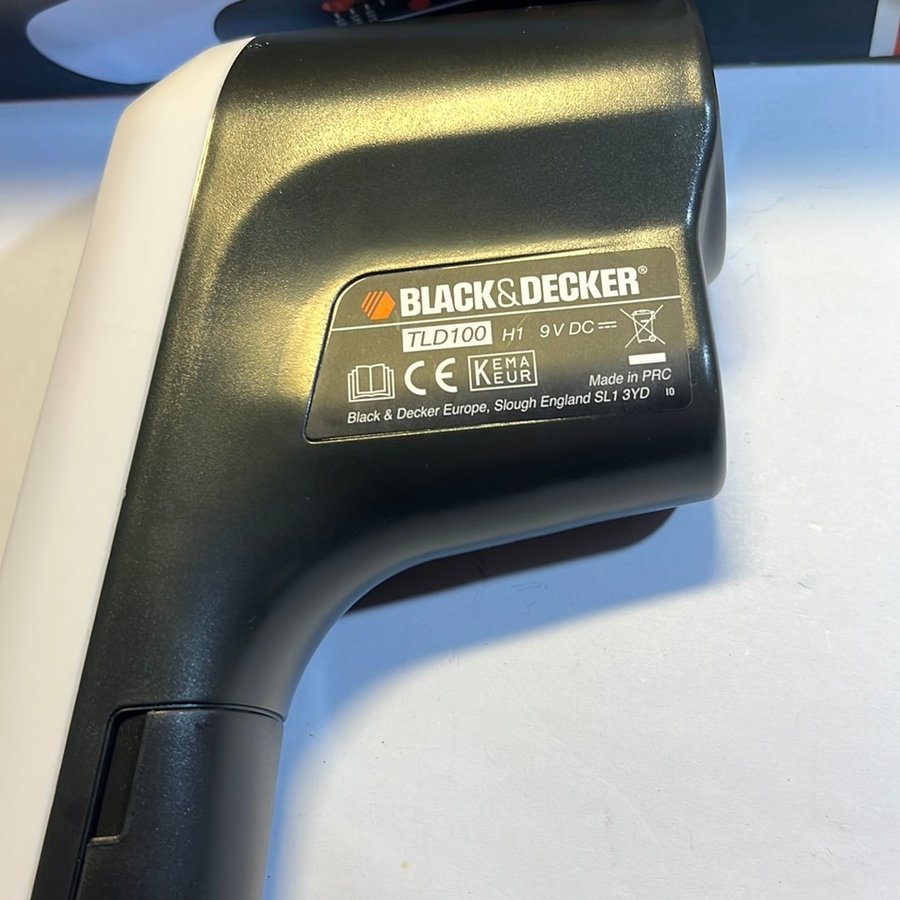 BLACK&DECKER®
TLD100 H1 9V DC
CE KEMA KEUR
Made in PRC
Black & Decker Europe, Slough England SL1 3YD 10